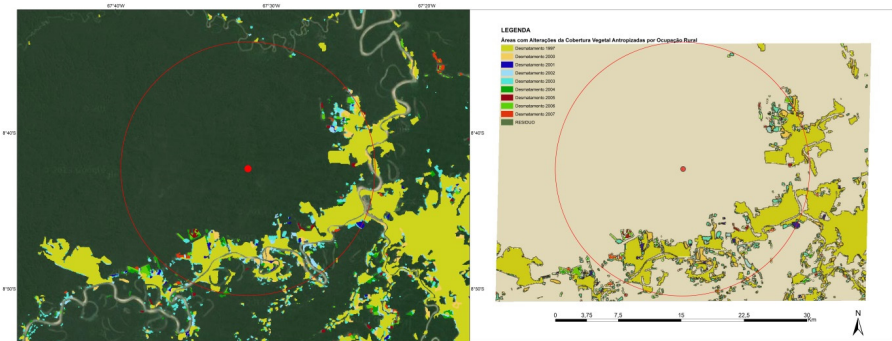 67°40'W 67°30'W 67°20'W
8°40'S 8°40'S
8°50'S 8°50'S
LEGENDA
Áreas com Alterações da Cobertura Vegetal Antropizadas por Ocupação Rural
Desmatamento 1997
Desmatamento 2000
Desmatamento 2001
Desmatamento 2002
Desmatamento 2003
Desmatamento 2004
Desmatamento 2005
Desmatamento 2006
Desmatamento 2007
RESIDUO
0 3,75 7,5 15 22,5 30
Km
N